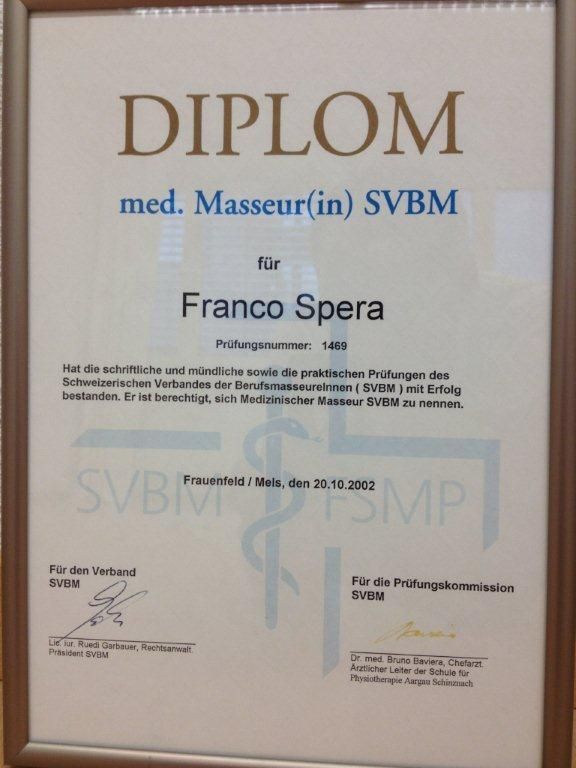 DIPLOM
med. Masseur(in) SVBM
für
Franco Spera
Prüfungsnummer: 1469
Hat die schriftliche und mündliche sowie die praktischen Prüfungen des
Schweizerischen Verbandes der BerufsmasseurInnen ( SVBM ) mit Erfolg
bestanden. Er ist berechtigt, sich Medizinischer Masseur SVBM zu nennen.
SVBM FSMP
Frauenfeld / Mels, den 20.10.2002
Für den Verband
SVBM
Lic. iur. Ruedi Garbauer, Rechtsanwalt.
Präsident SVBM
Für die Prüfungskommission
SVBM
Dr. med. Bruno Baviera, Chefarzt.
Ärztlicher Leiter der Schule für
Physiotherapie Aargau Schinznach